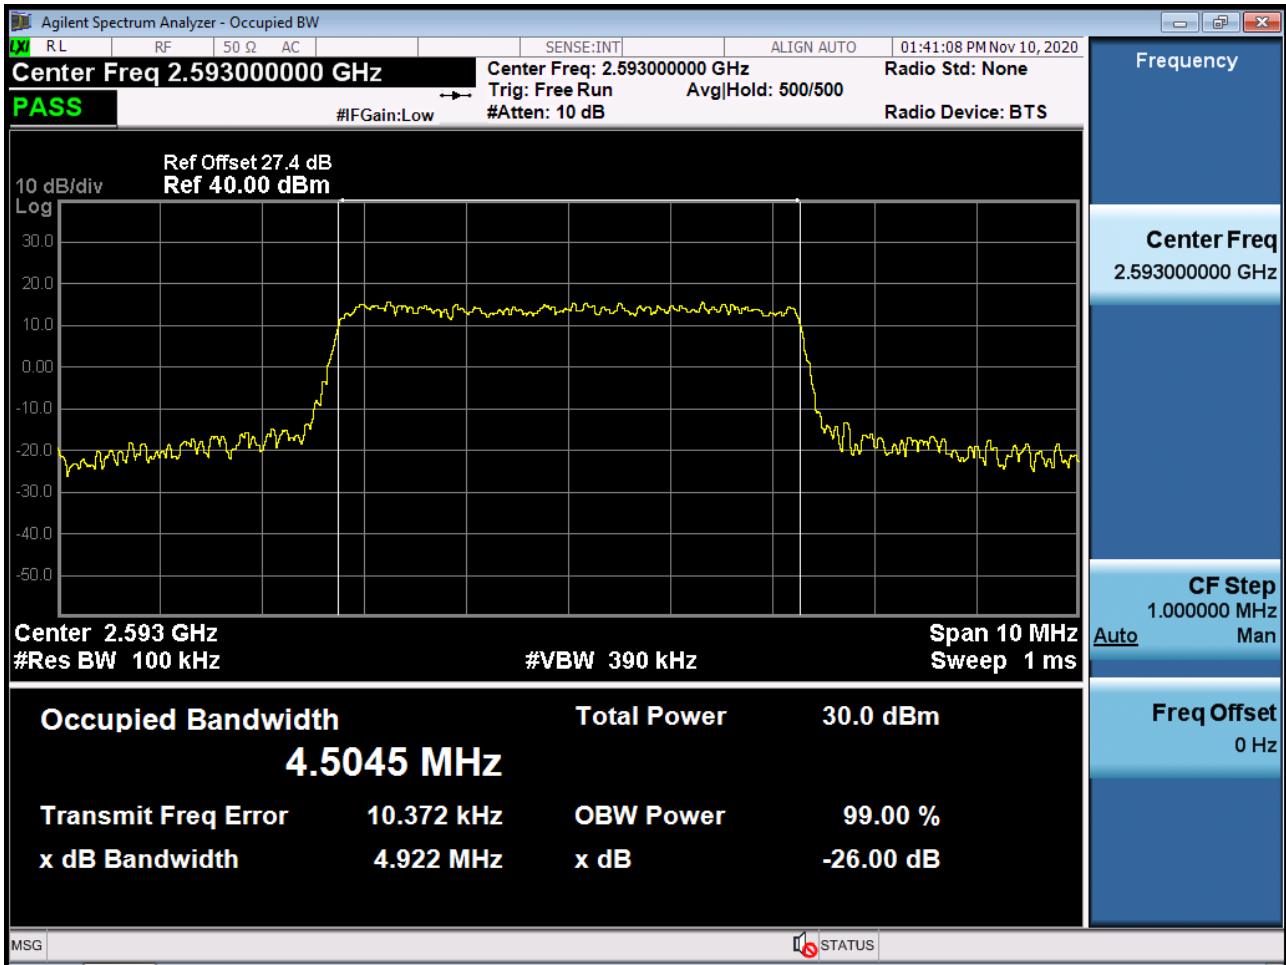 Agilent Spectrum Analyzer - Occupied BW
LXI RL RF 50 Ω AC SENSE:INT ALIGN AUTO 01:41:08 PM Nov 10, 2020
Center Freq 2.593000000 GHz
Center Freq: 2.593000000 GHz Radio Std: None
Trig: Free Run Avg|Hold: 500/500
PASS #IFGain:Low #Atten: 10 dB Radio Device: BTS
Ref Offset 27.4 dB
10 dB/div Ref 40.00 dBm
Log
30.0
20.0
10.0
0.00
-10.0
-20.0
-30.0
-40.0
-50.0
Center 2.593 GHz Span 10 MHz
#Res BW 100 kHz #VBW 390 kHz Sweep 1 ms
Occupied Bandwidth Total Power 30.0 dBm
4.5045 MHz
Transmit Freq Error 10.372 kHz OBW Power 99.00 %
x dB Bandwidth 4.922 MHz x dB -26.00 dB
Frequency
Center Freq
2.593000000 GHz
CF Step
1.000000 MHz
Auto Man
Freq Offset
0 Hz
MSG STATUS